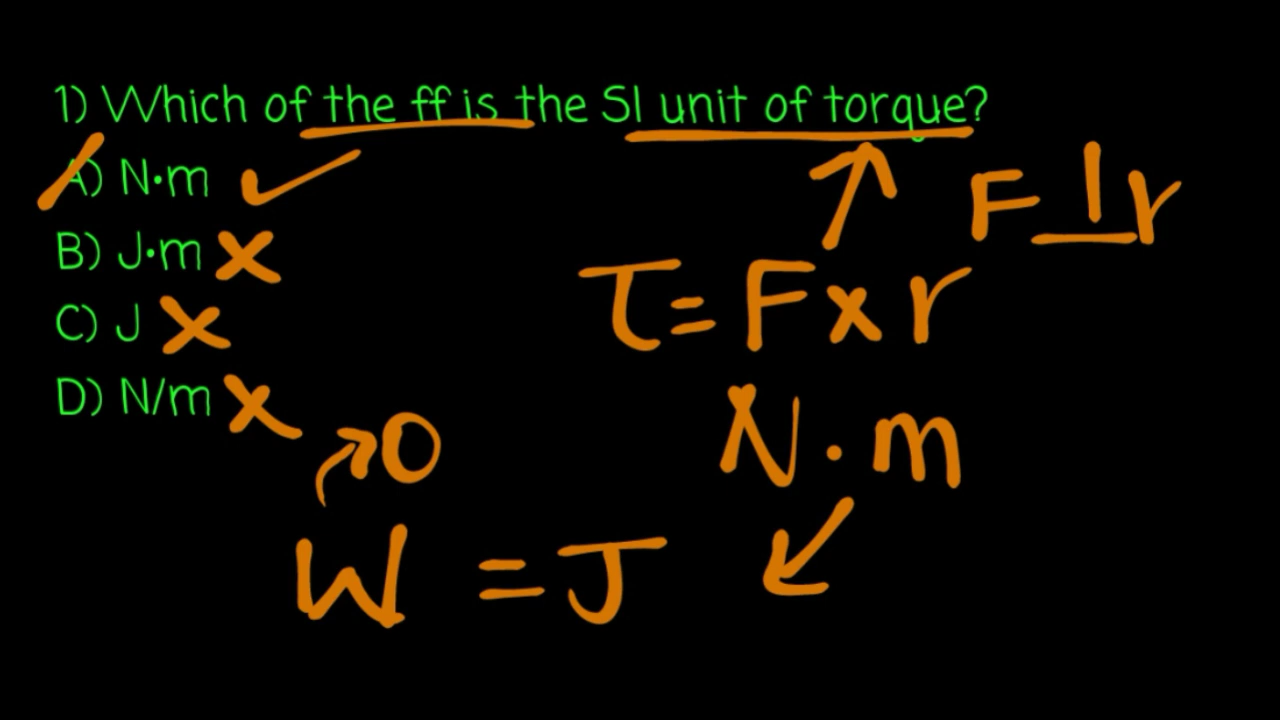 1) Which of the ff is the SI unit of torque?
A) N·m
B) J·m
C) J
D) N/m
F ⊥ r
τ = F x r
N·m
0
W = J